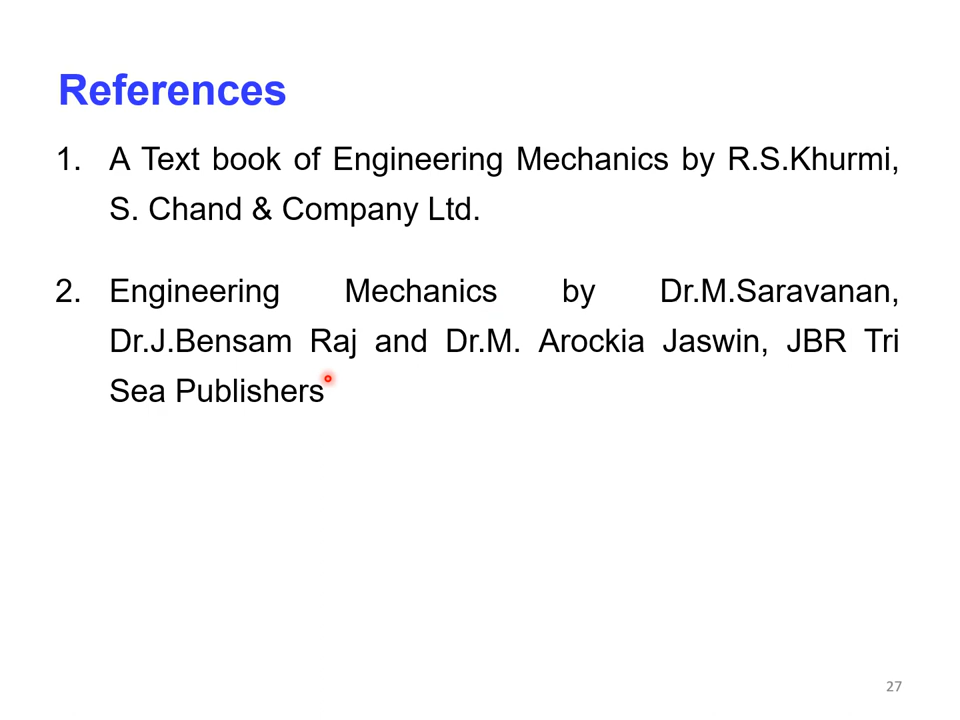 References
1. A Text book of Engineering Mechanics by R.S.Khurmi,
S. Chand & Company Ltd.
2. Engineering Mechanics by Dr.M.Saravanan,
Dr.J.Bensam Raj and Dr.M. Arockia Jaswin, JBR Tri
Sea Publishers
27